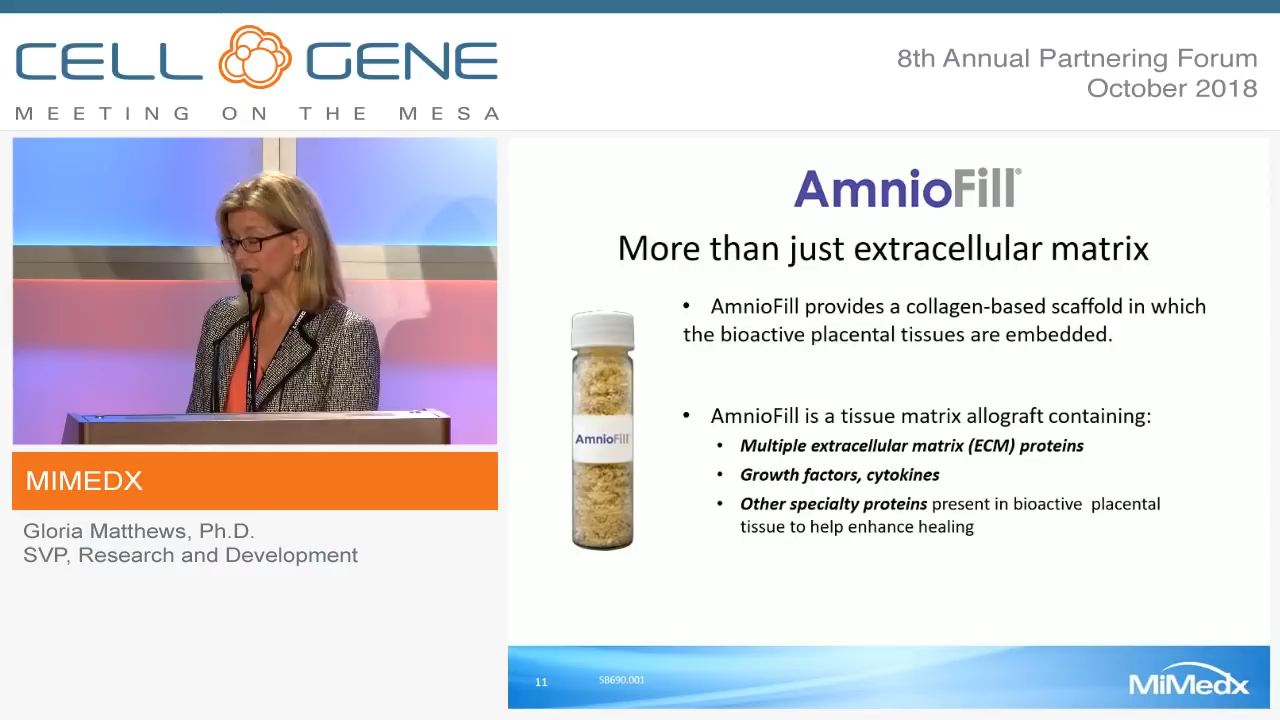 CELL GENE
MEETING ON THE MESA
8th Annual Partnering Forum
October 2018
MIMEDX
Gloria Matthews, Ph.D.
SVP, Research and Development
AmnioFill®
More than just extracellular matrix
• AmnioFill provides a collagen-based scaffold in which
the bioactive placental tissues are embedded.
AmnioFill
• AmnioFill is a tissue matrix allograft containing:
• Multiple extracellular matrix (ECM) proteins
• Growth factors, cytokines
• Other specialty proteins present in bioactive placental
tissue to help enhance healing
11
SB690.001
MiMedx